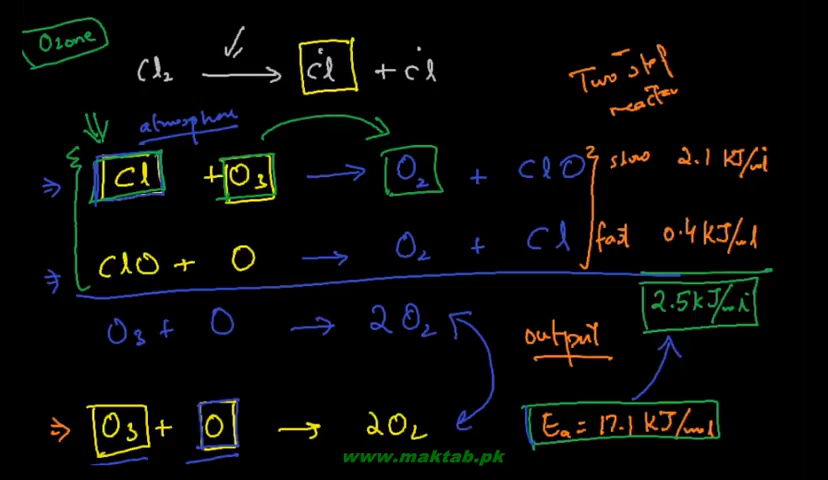 Ozone
Cl2 ⟶ Ċl + Ċl
Two step
reaction
atmosphere
⇒ Cl + O3 ⟶ O2 + ClO slow 2.1 KJ/mol
⇒ ClO + O ⟶ O2 + Cl fast 0.4 KJ/mol
2.5 KJ/mol
O3 + O ⟶ 2O2
output
⇒ O3 + O ⟶ 2O2 Ea = 17.1 KJ/mol
www.maktab.pk